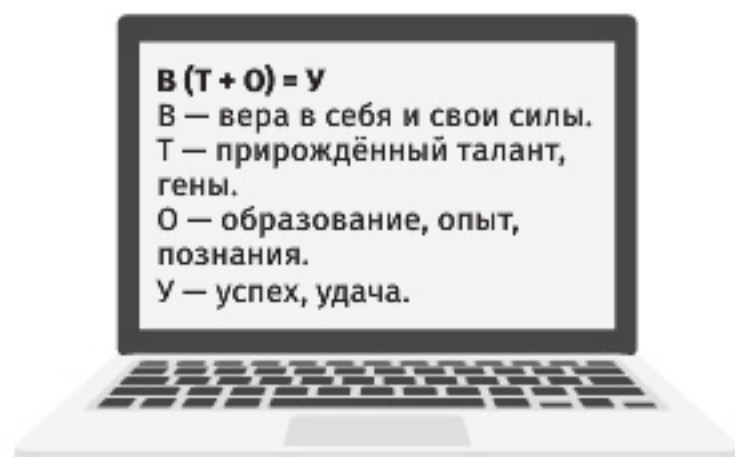 В (Т + О) = У
В — вера в себя и свои силы.
Т — прирождённый талант,
гены.
О — образование, опыт,
познания.
У — успех, удача.